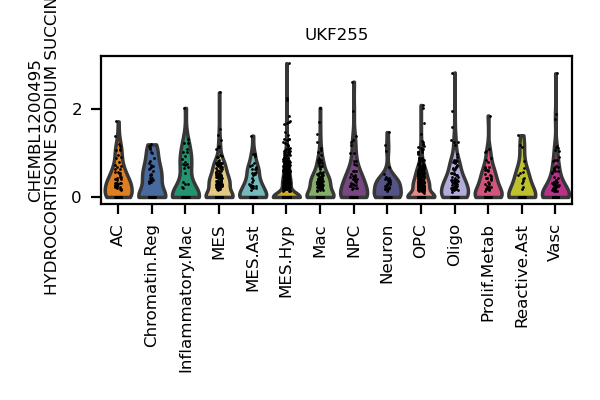 UKF255
CHEMBL1200495
HYDROCORTISONE SODIUM SUCCIN
2
0
AC
Chromatin.Reg
Inflammatory.Mac
MES
MES.Ast
MES.Hyp
Mac
NPC
Neuron
OPC
Oligo
Prolif.Metab
Reactive.Ast
Vasc